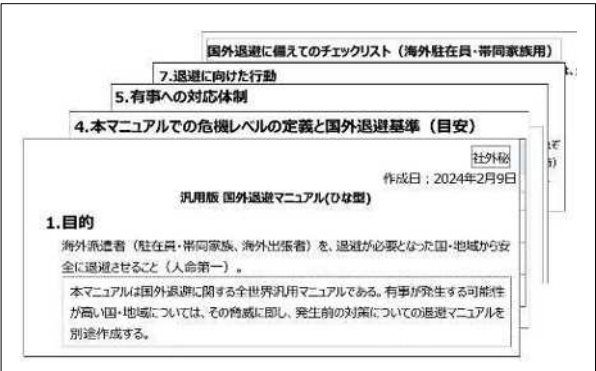 国外退避に備えてのチェックリスト（海外駐在員･帯同家族用）
7.退避に向けた行動
5.有事への対応体制
4.本マニュアルでの危機レベルの定義と国外退避基準（目安）
社外秘
作成日：2024年2月9日
汎用版 国外退避マニュアル(ひな型)
1.目的
海外派遣者（駐在員･帯同家族、海外出張者）を、退避が必要となった国･地域から安
全に退避させること（人命第一）。
本マニュアルは国外退避に関する全世界汎用マニュアルである。有事が発生する可能性
が高い国･地域については、その脅威に即し、発生前の対策についての退避マニュアルを
別途作成する。